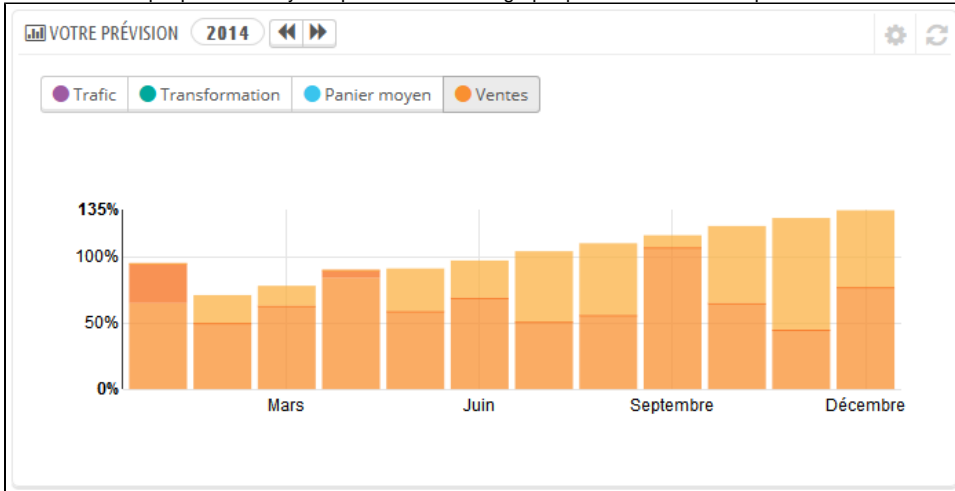 VOTRE PRÉVISION 2014
Trafic Transformation Panier moyen Ventes
135%
100%
50%
0%
Mars Juin Septembre Décembre